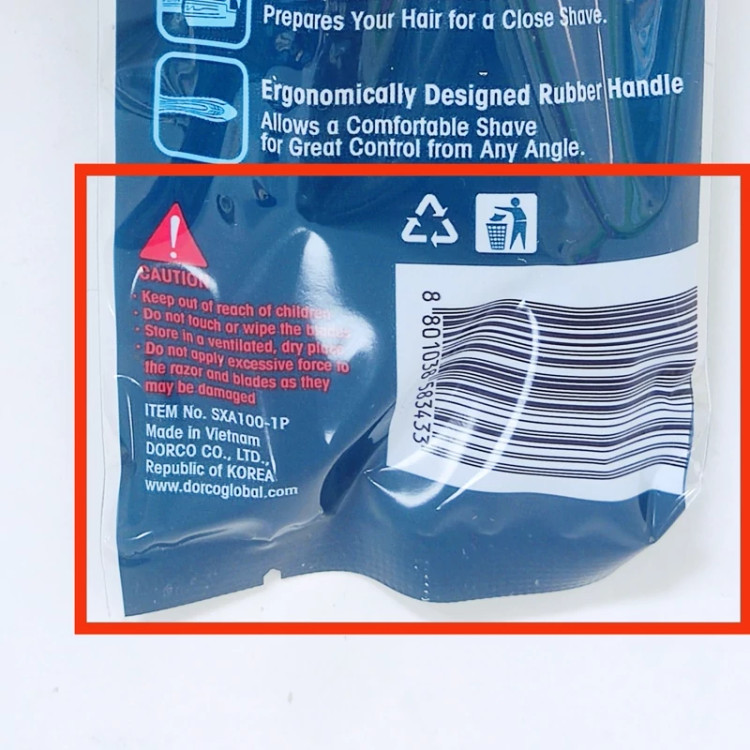 Prepares Your Hair for a Close Shave.
Ergonomically Designed Rubber Handle
Allows a Comfortable Shave
for Great Control from Any Angle.
CAUTION
• Keep out of reach of children
• Do not touch or wipe the blades
• Store in a ventilated, dry place
• Do not apply excessive force to
the razor and blades as they
may be damaged
ITEM No. SXA100-1P
Made in Vietnam
DORCO CO., LTD.,
Republic of KOREA
www.dorcoglobal.com
8 801038583433